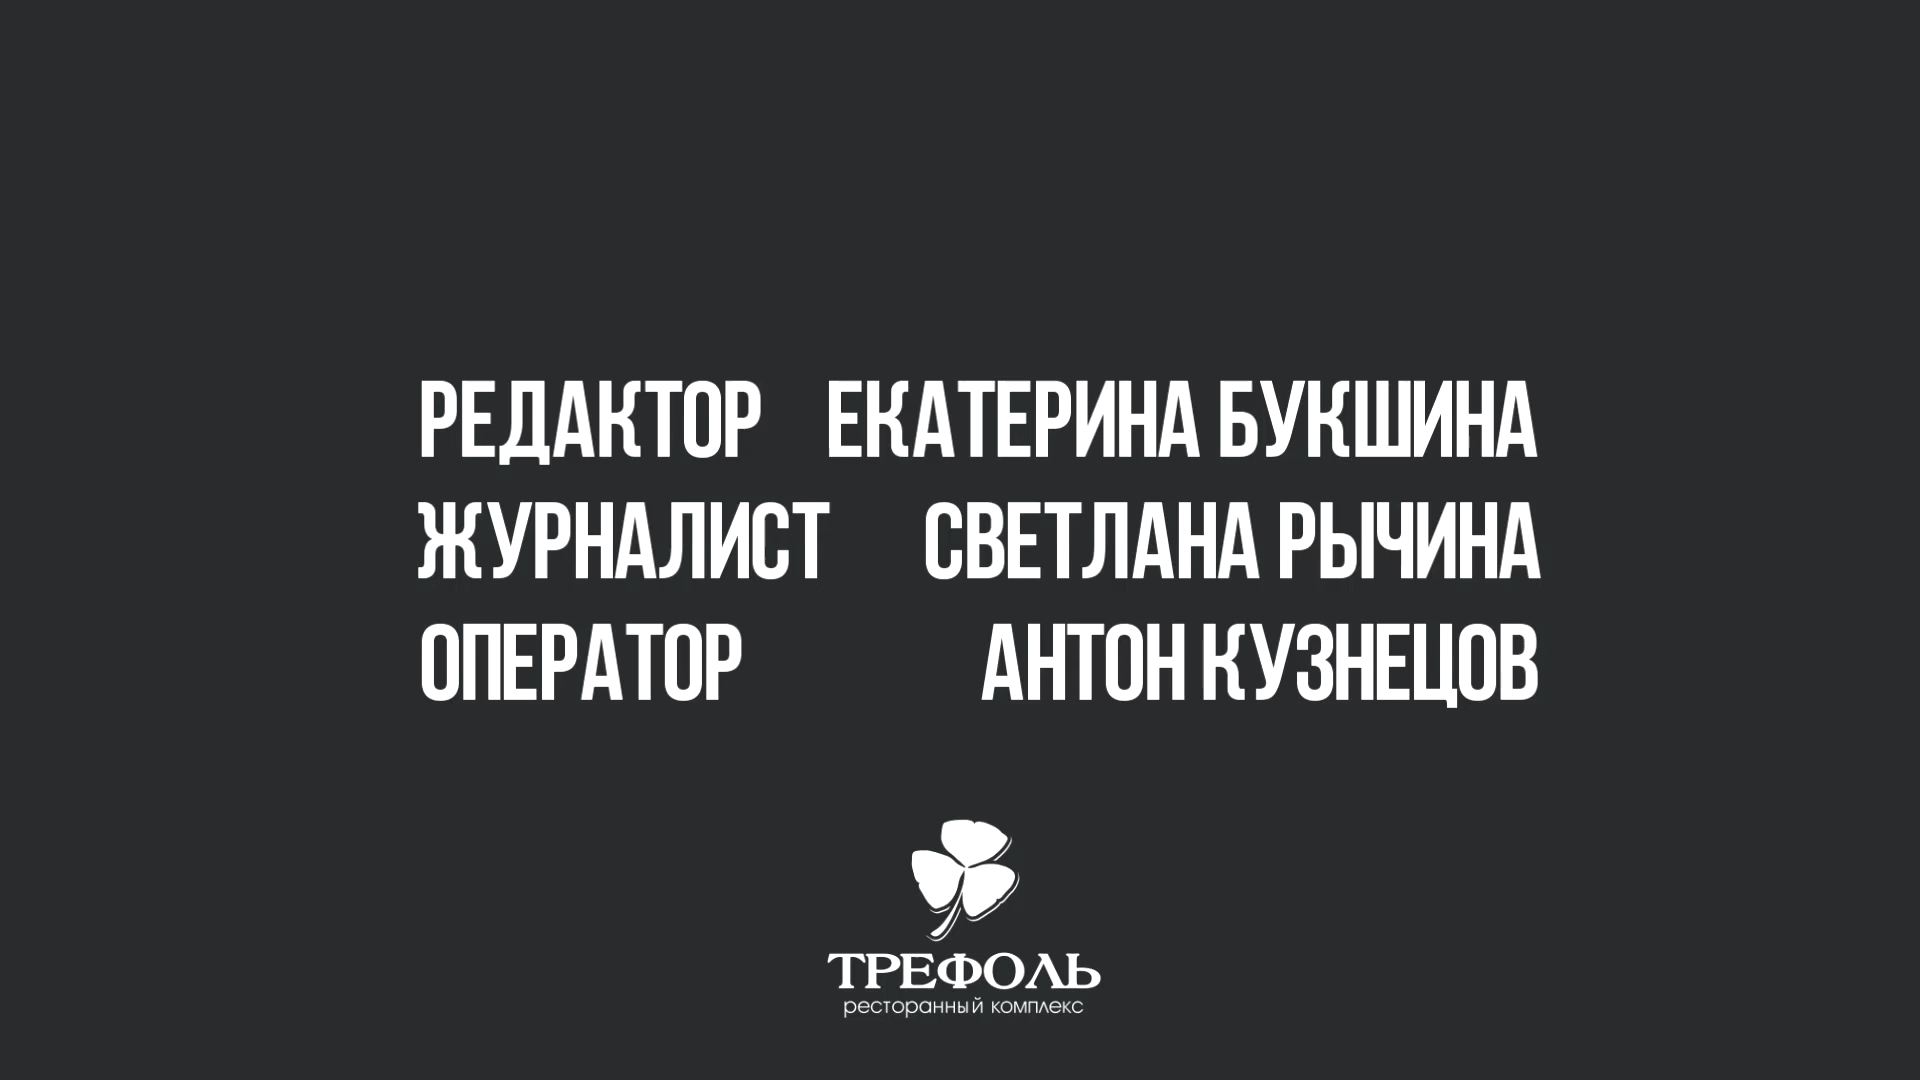 РЕДАКТОР ЕКАТЕРИНА БУКШИНА
ЖУРНАЛИСТ СВЕТЛАНА РЫЧИНА
ОПЕРАТОР АНТОН КУЗНЕЦОВ
ТРЕФОЛЬ
ресторанный комплекс